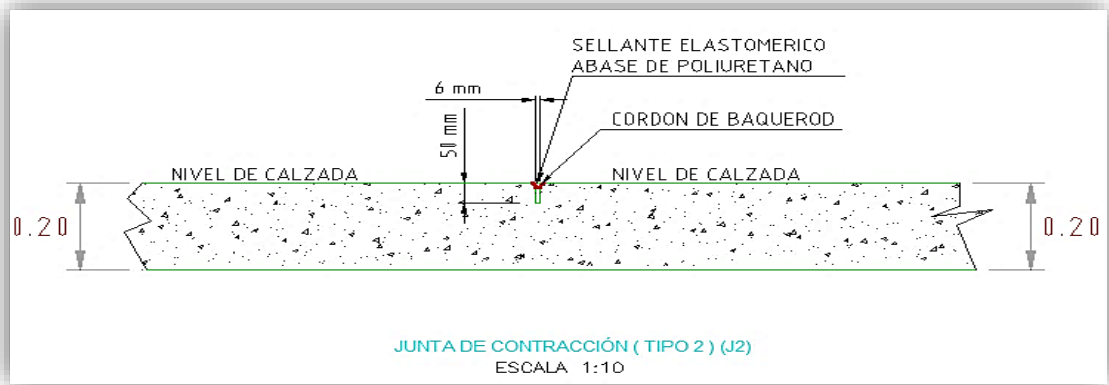 SELLANTE ELASTOMERICO
ABASE DE POLIURETANO
6 mm
50 mm
CORDON DE BAQUEROD
NIVEL DE CALZADA
NIVEL DE CALZADA
0.20
0.20
JUNTA DE CONTRACCIÓN ( TIPO 2 ) (J2)
ESCALA 1:10